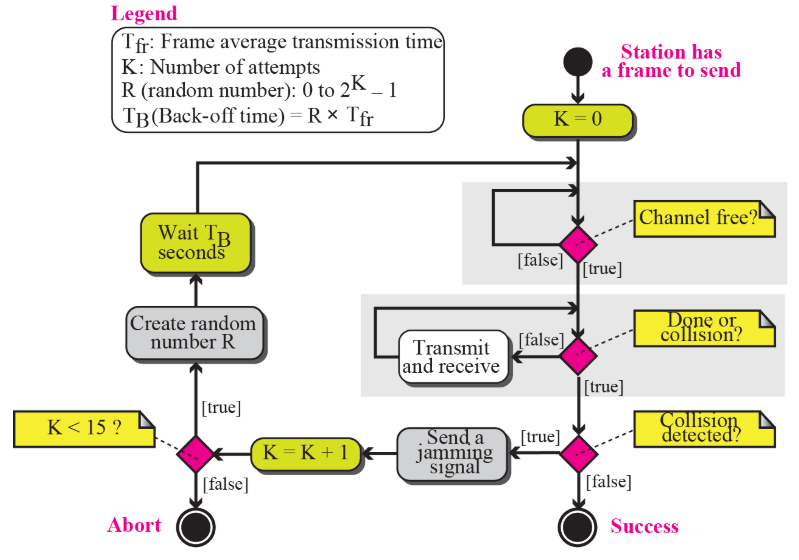 Legend
Tfr: Frame average transmission time
K: Number of attempts
R (random number): 0 to 2K – 1
TB(Back-off time) = R × Tfr
Station has
a frame to send
K = 0
Channel free?
[false]
[true]
Wait TB
seconds
Create random
number R
Done or
collision?
[false]
Transmit
and receive
[true]
[true]
K < 15 ?
K = K + 1
Send a
jamming
signal
[true]
Collision
detected?
[false]
[false]
Abort
Success